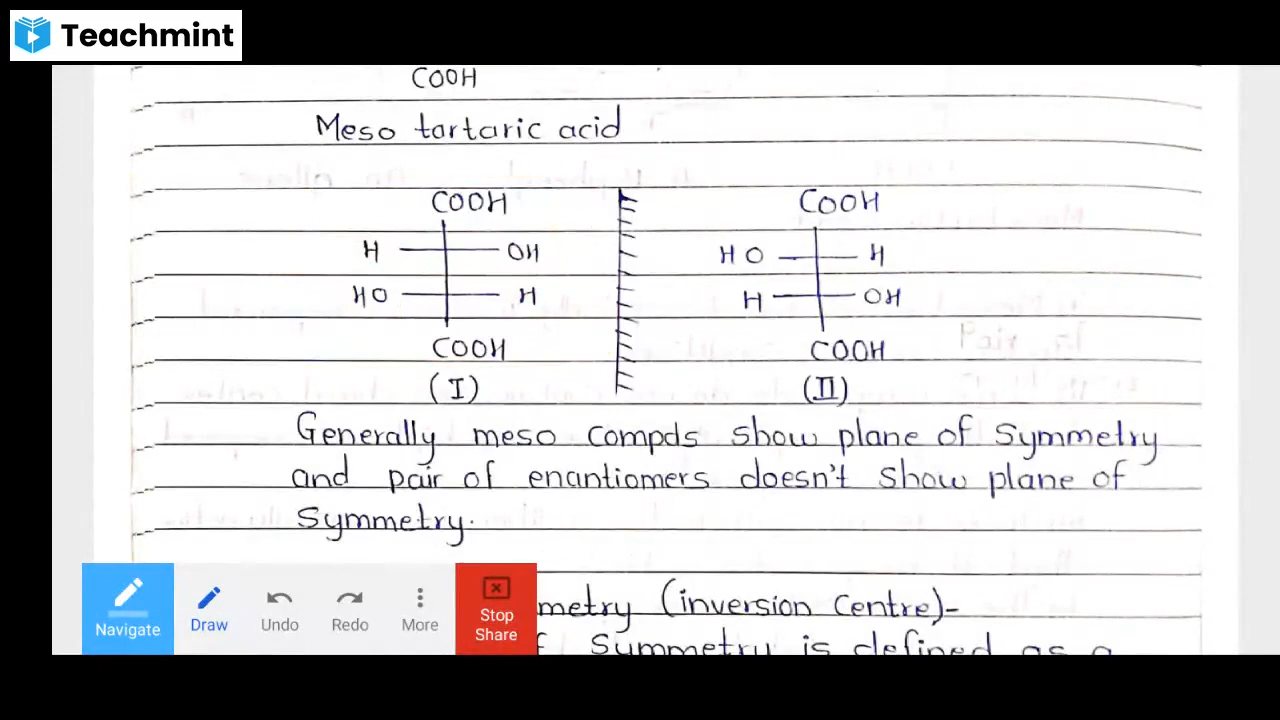 Teachmint
COOH
Meso tartaric acid
COOH COOH
H OH HO H
HO H H OH
COOH COOH
(I) (II)
Generally meso compds show plane of Symmetry
and pair of enantiomers doesn't show plane of
Symmetry.
metry (inversion Centre)-
f Symmetry is defined as a
Navigate Draw Undo Redo More Stop
Share